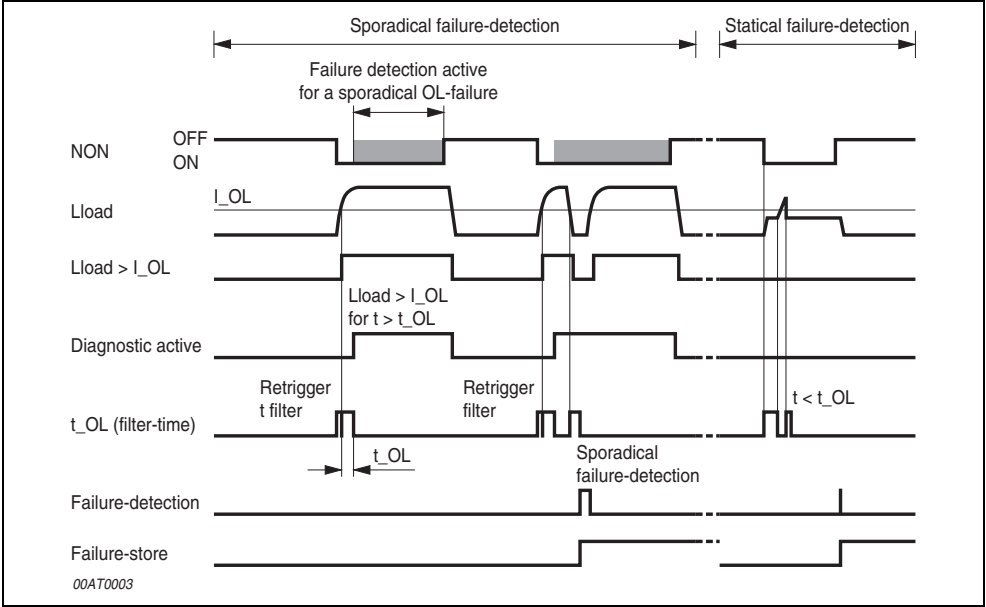 Sporadical failure-detection
Statical failure-detection
Failure detection active
for a sporadical OL-failure
NON
OFF
ON
I_OL
Lload
Lload > I_OL
Lload > I_OL
for t > t_OL
Diagnostic active
Retrigger
t filter
Retrigger
filter
t < t_OL
t_OL (filter-time)
t_OL
Sporadical
failure-detection
Failure-detection
Failure-store
00AT0003